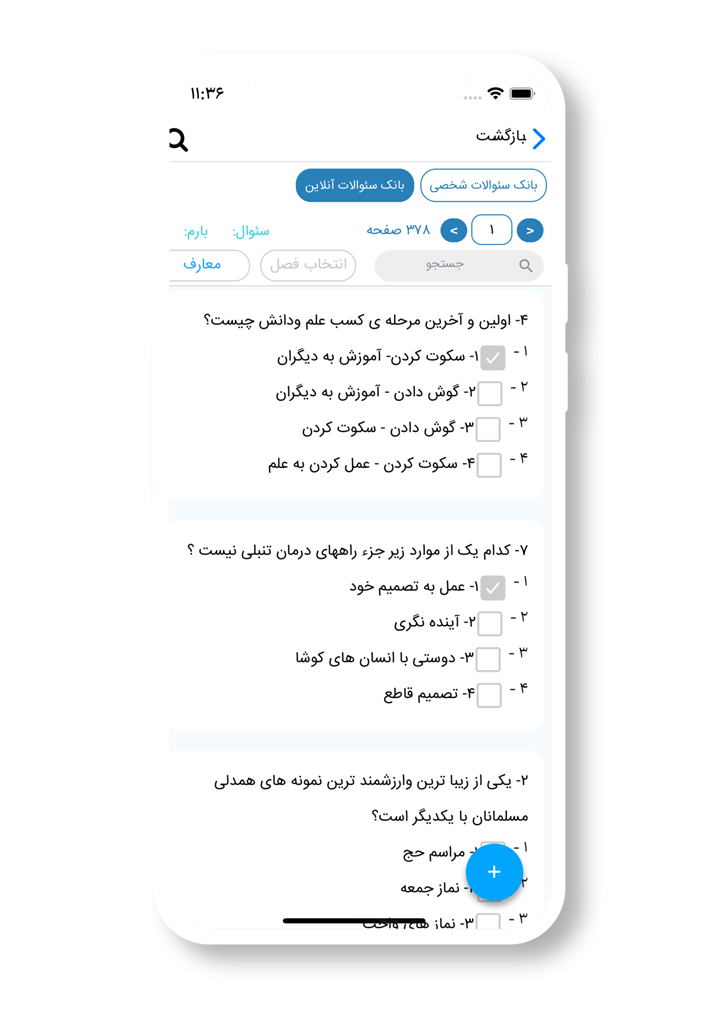 ۱۱:۳۶
بازگشت
بانک سئوالات شخصی
بانک سئوالات آنلاین
> ۱ < ۳۷۸ صفحه سئوال: بارم:
جستجو انتخاب فصل معارف
۴- اولین و آخرین مرحله ی کسب علم ودانش چیست؟
۱ - ۱- سکوت کردن- آموزش به دیگران
۲ - ۲- گوش دادن - آموزش به دیگران
۳ - ۳- گوش دادن - سکوت کردن
۴ - ۴- سکوت کردن - عمل کردن به علم
۷- کدام یک از موارد زیر جزء راههای درمان تنبلی نیست ؟
۱ - ۱- عمل به تصمیم خود
۲ - ۲- آینده نگری
۳ - ۳- دوستی با انسان های کوشا
۴ - ۴- تصمیم قاطع
۲- یکی از زیبا ترین وارزشمند ترین نمونه های همدلی
مسلمانان با یکدیگر است؟
۱ - - مراسم حج
۲ - نماز جمعه
۳ - ۳- نماز های